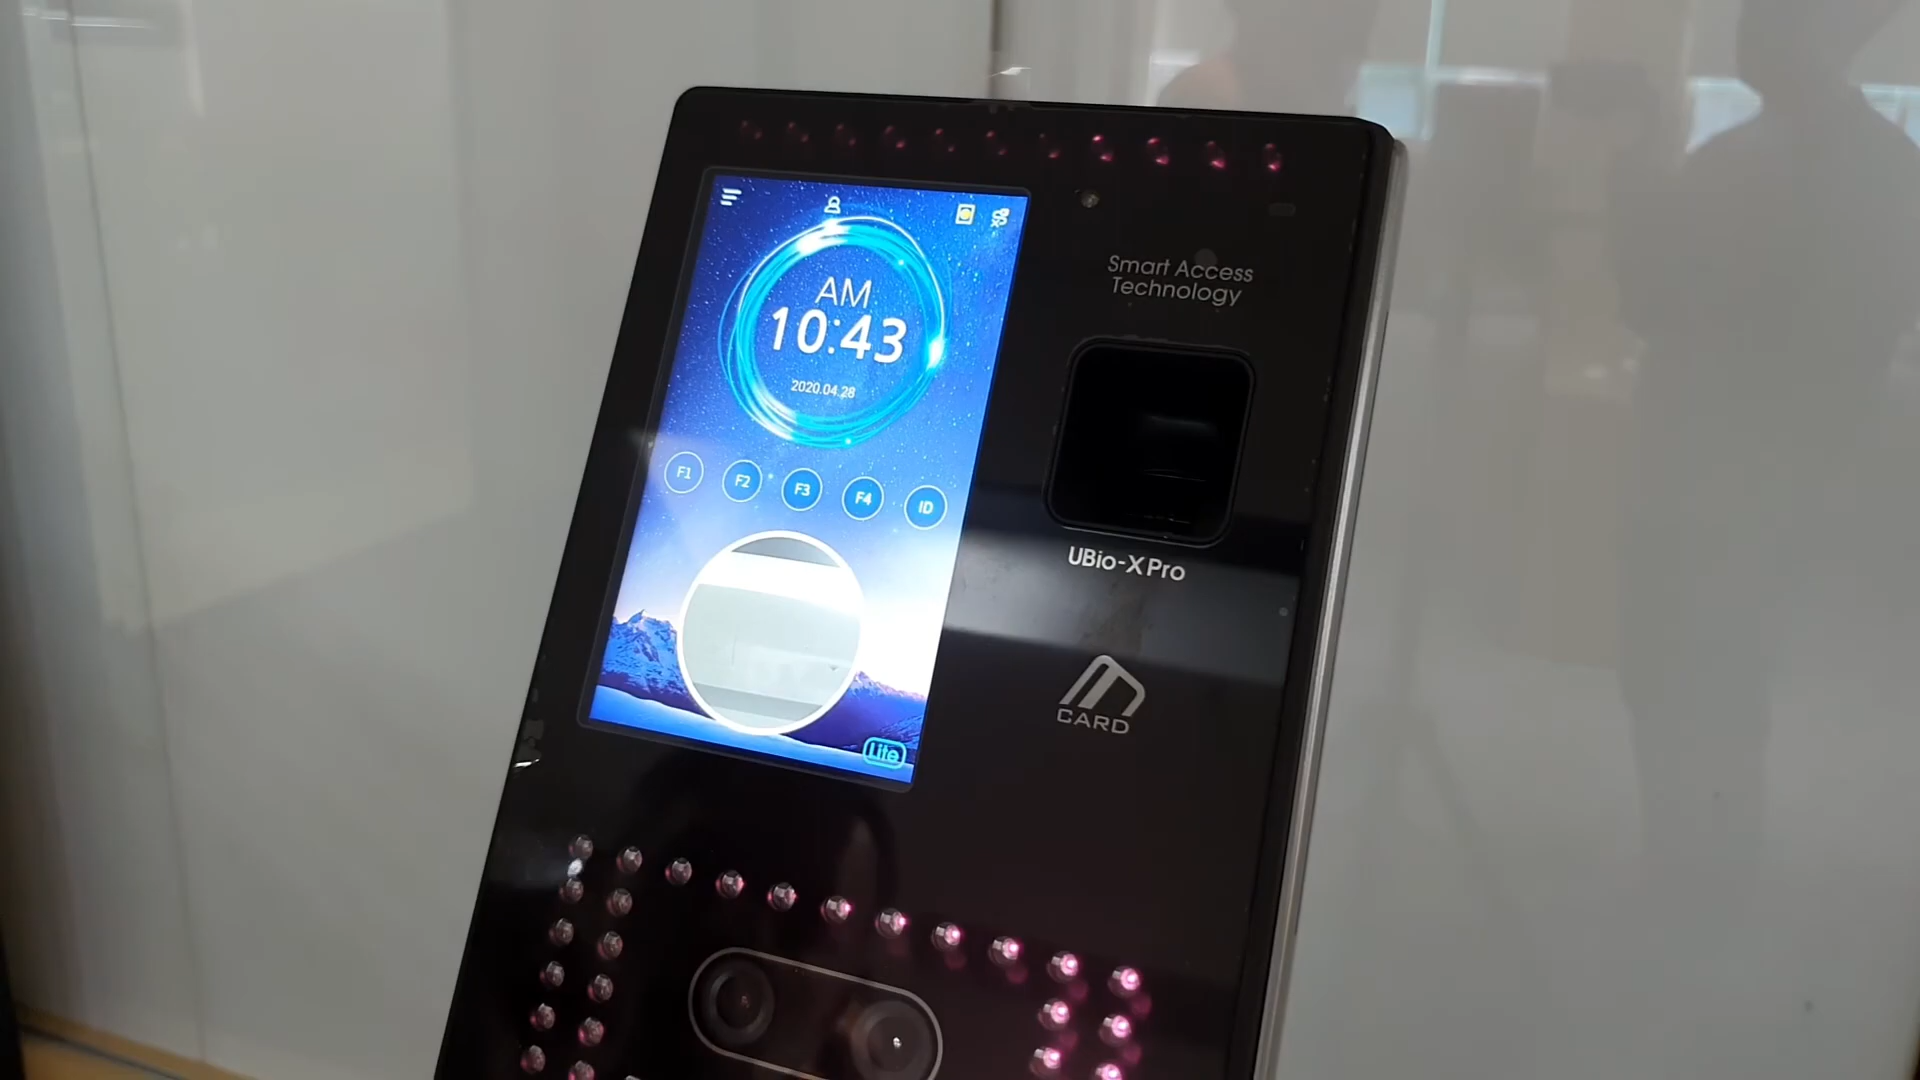 AM
10:43
2020.04.28
F1 F2 F3 F4 ID
Lite
Smart Access
Technology
UBio-X Pro
CARD